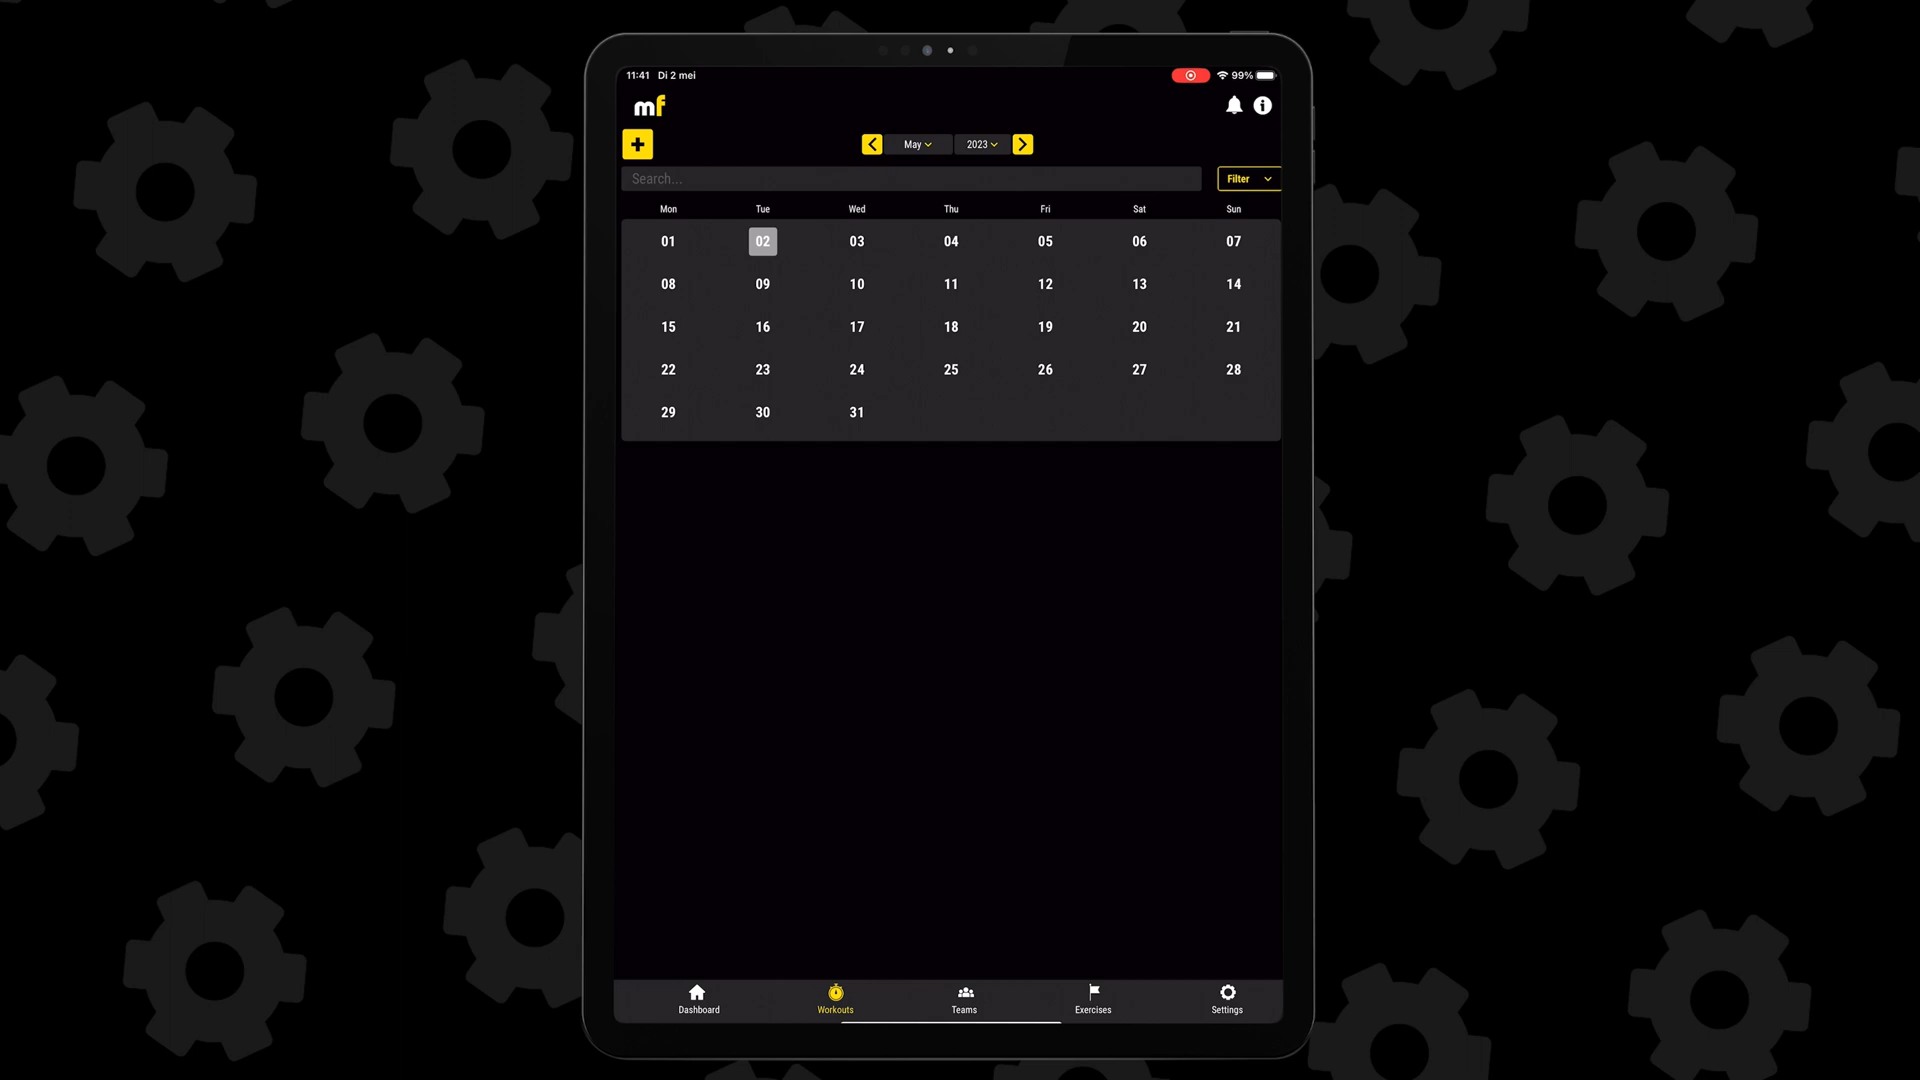 11:41 Di 2 mei 99%
mf
May 2023
Search... Filter
Mon Tue Wed Thu Fri Sat Sun
01 02 03 04 05 06 07
08 09 10 11 12 13 14
15 16 17 18 19 20 21
22 23 24 25 26 27 28
29 30 31
Dashboard Workouts Teams Exercises Settings